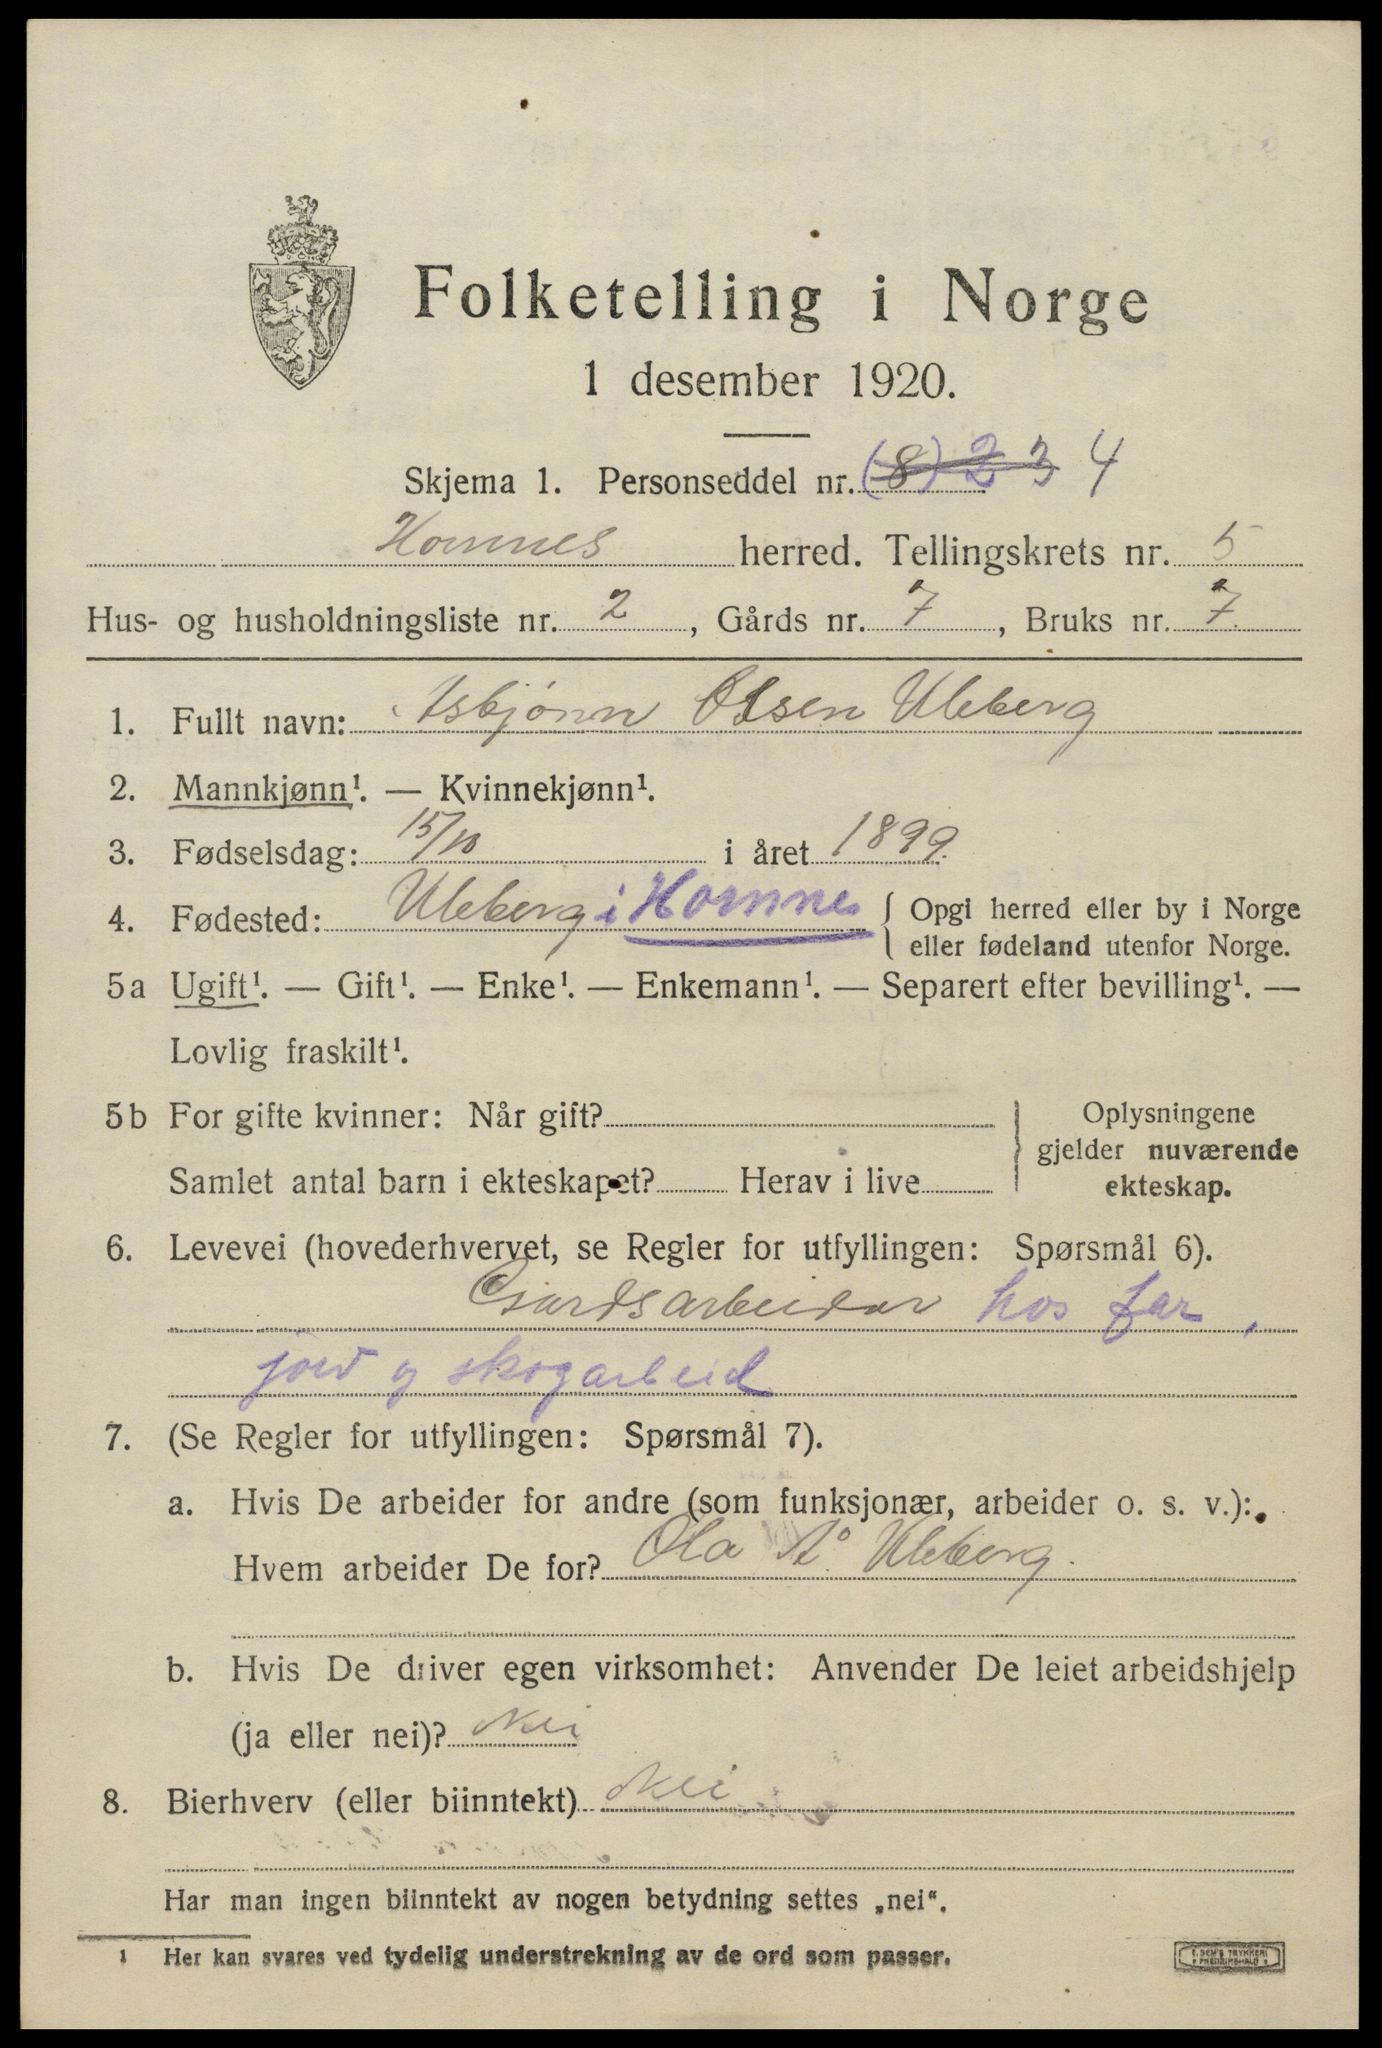 Folketelling i Norge
1 desember 1920.
Skjema 1. Personseddel nr. (8) 2 3 4
Hornnes herred. Tellingskrets nr. 5
Hus- og husholdningsliste nr. 2, Gårds nr. 7, Bruks nr. 7.
1. Fullt navn: Asbjønn Olsen Uleberg
2. Mannkjønn¹. — Kvinnekjønn¹.
3. Fødselsdag: 15/10 i året 1899.
4. Fødested: Uleberg i Hornnes { Opgi herred eller by i Norge
eller fødeland utenfor Norge.
5a Ugift¹. — Gift¹. — Enke¹. — Enkemann¹. — Separert efter bevilling¹. —
Lovlig fraskilt¹.
5b For gifte kvinner: Når gift? } Oplysningene
gjelder nuværende
Samlet antal barn i ekteskapet? Herav i live
ekteskap.
6. Levevei (hovederhvervet, se Regler for utfyllingen: Spørsmål 6).
Gardsarbeider hos far,
jord og skogarbeid
7. (Se Regler for utfyllingen: Spørsmål 7).
a. Hvis De arbeider for andre (som funksjonær, arbeider o. s. v.):
Hvem arbeider De for? Ola Å. Uleberg.
b. Hvis De driver egen virksomhet: Anvender De leiet arbeidshjelp
(ja eller nei)? Nei
8. Bierhverv (eller biinntekt) Nei
Har man ingen biinntekt av nogen betydning settes „nei“.
1 Her kan svares ved tydelig understrekning av de ord som passer.
E. SEM'S TRYKKERI
FREDRIKSHALD